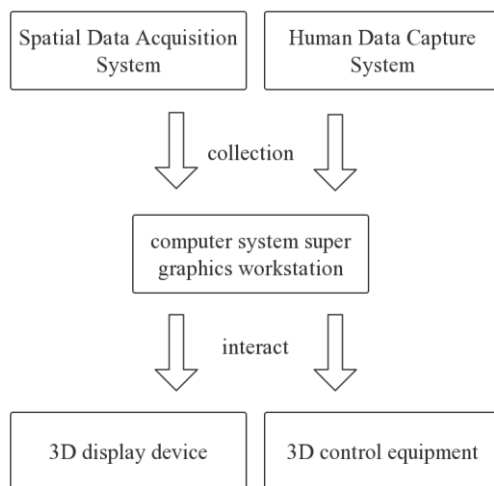 Spatial Data Acquisition
System
Human Data Capture
System
collection
computer system super
graphics workstation
interact
3D display device
3D control equipment